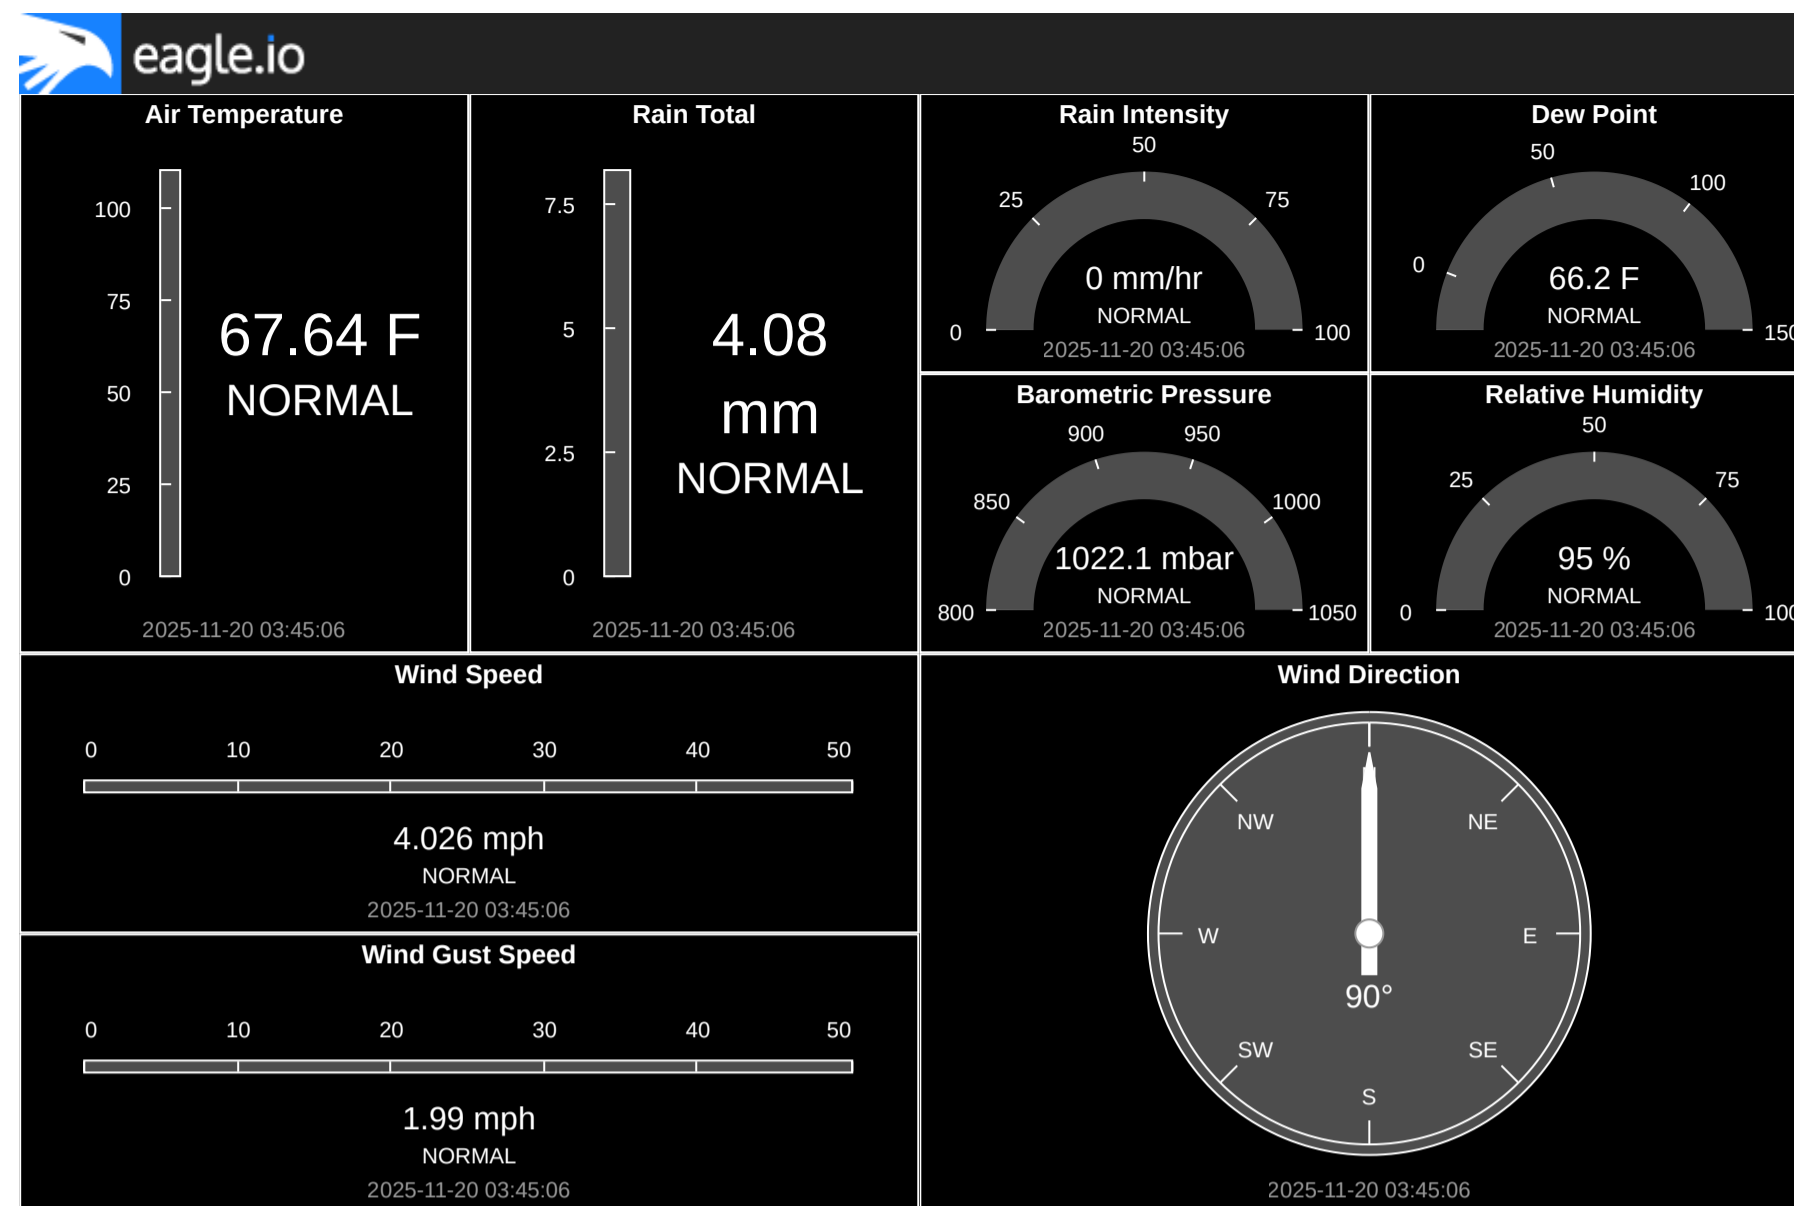 eagle.io
Air Temperature
100
75
50
25
0
67.64 F
NORMAL
2025-11-20 03:45:06
Rain Total
7.5
5
2.5
0
4.08
mm
NORMAL
2025-11-20 03:45:06
Rain Intensity
50
25
75
0
100
0 mm/hr
NORMAL
2025-11-20 03:45:06
Dew Point
50
100
0
150
66.2 F
NORMAL
2025-11-20 03:45:06
Barometric Pressure
900
950
850
1000
800
1050
1022.1 mbar
NORMAL
2025-11-20 03:45:06
Relative Humidity
50
25
75
0
100
95 %
NORMAL
2025-11-20 03:45:06
Wind Speed
0 10 20 30 40 50
4.026 mph
NORMAL
2025-11-20 03:45:06
Wind Gust Speed
0 10 20 30 40 50
1.99 mph
NORMAL
2025-11-20 03:45:06
Wind Direction
NW NE
W E
90°
SW SE
S
2025-11-20 03:45:06